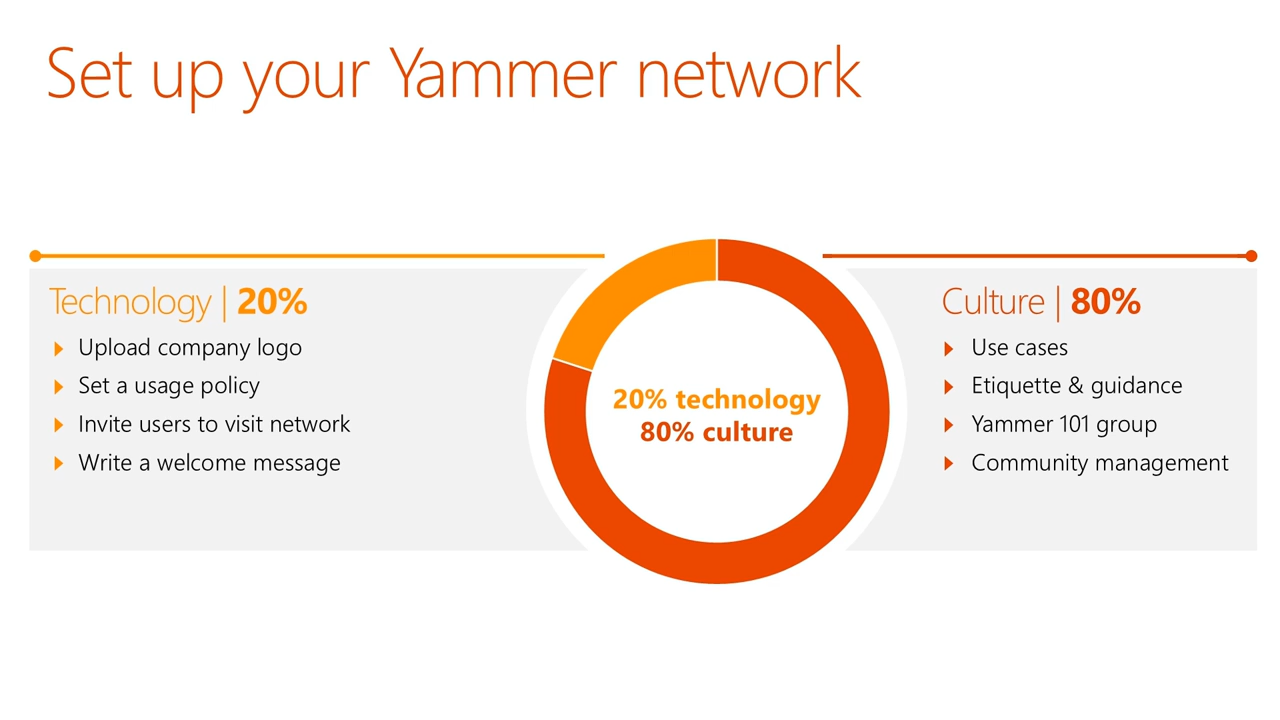 Set up your Yammer network
Technology | 20%
Upload company logo
Set a usage policy
Invite users to visit network
Write a welcome message
20% technology
80% culture
Culture | 80%
Use cases
Etiquette & guidance
Yammer 101 group
Community management